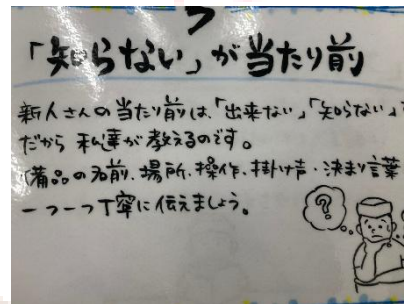 「知らない」が当たり前
新人さんの当たり前は、「出来ない」「知らない」
だから 私達が教えるのです。
(備品の名前、場所、操作、掛け声・決まり言葉
一つ一つ丁寧に伝えましょう。
?